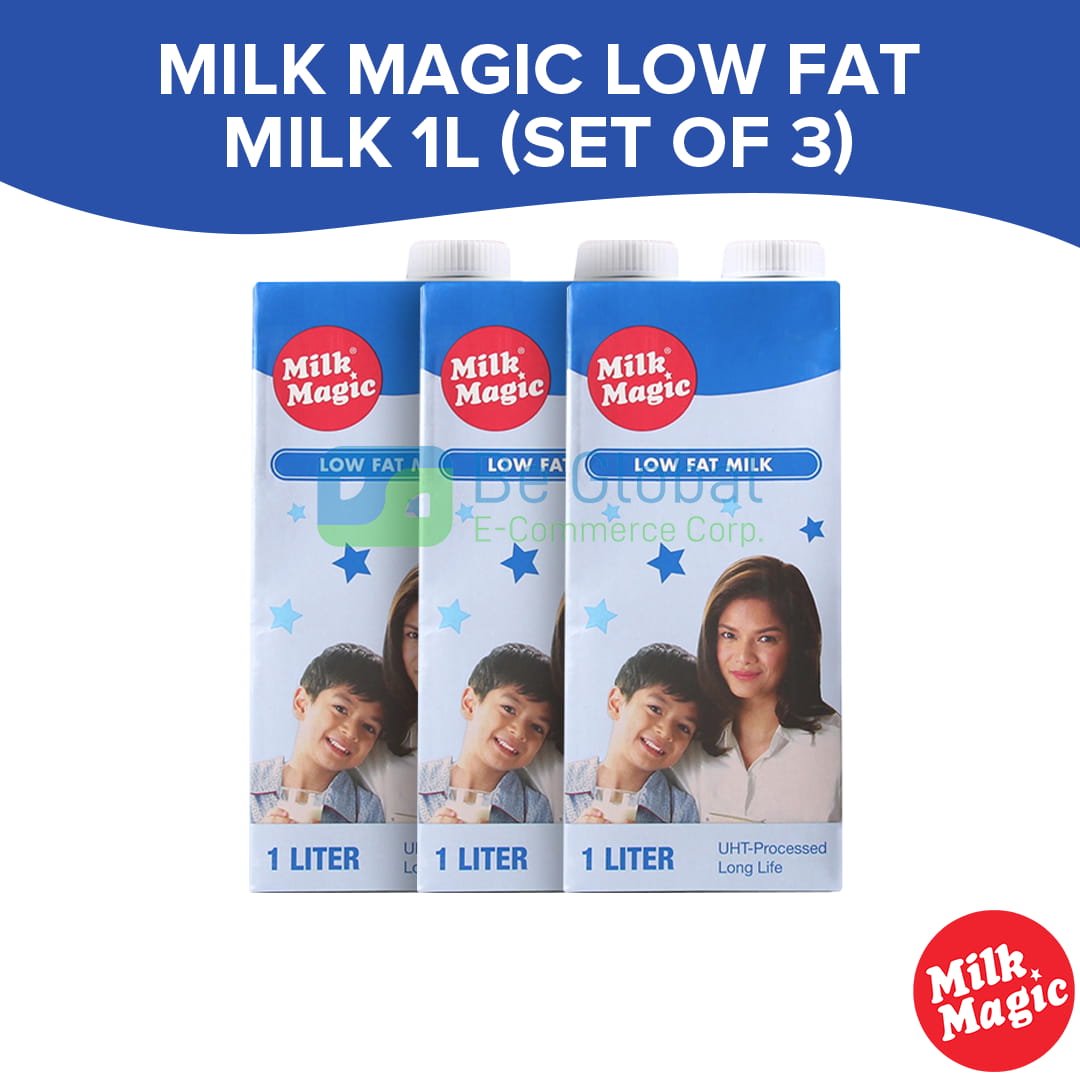 MILK MAGIC LOW FAT
MILK 1L (SET OF 3)
Milk®
Magic
Milk®
Magic
Milk®
Magic
LOW FAT M
LOW FAT
LOW FAT MILK
Be Global
E-Commerce Corp.
1 LITER
1 LITER
1 LITER
UHT-Processed
Long Life
Milk
Magic